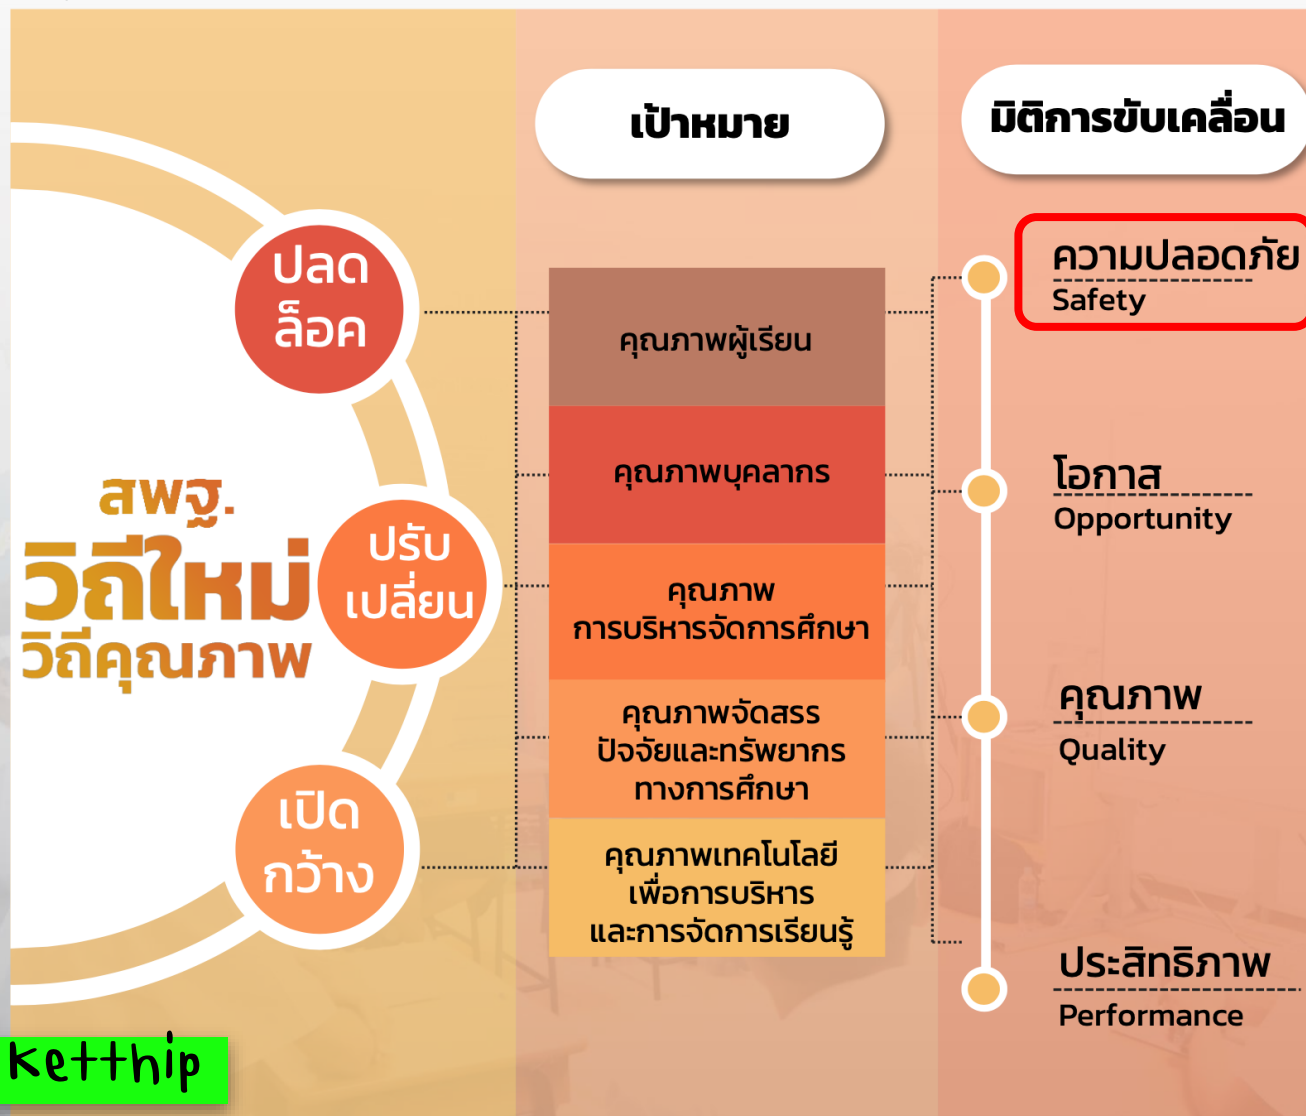 เป้าหมาย
มิติการขับเคลื่อน
ปลด
ล็อค
ปรับ
เปลี่ยน
เปิด
กว้าง
สพฐ.
วิถีใหม่
วิถีคุณภาพ
คุณภาพผู้เรียน
คุณภาพบุคลากร
คุณภาพ
การบริหารจัดการศึกษา
คุณภาพจัดสรร
ปัจจัยและทรัพยากร
ทางการศึกษา
คุณภาพเทคโนโลยี
เพื่อการบริหาร
และการจัดการเรียนรู้
ความปลอดภัย
Safety
โอกาส
Opportunity
คุณภาพ
Quality
ประสิทธิภาพ
Performance
Ketthip